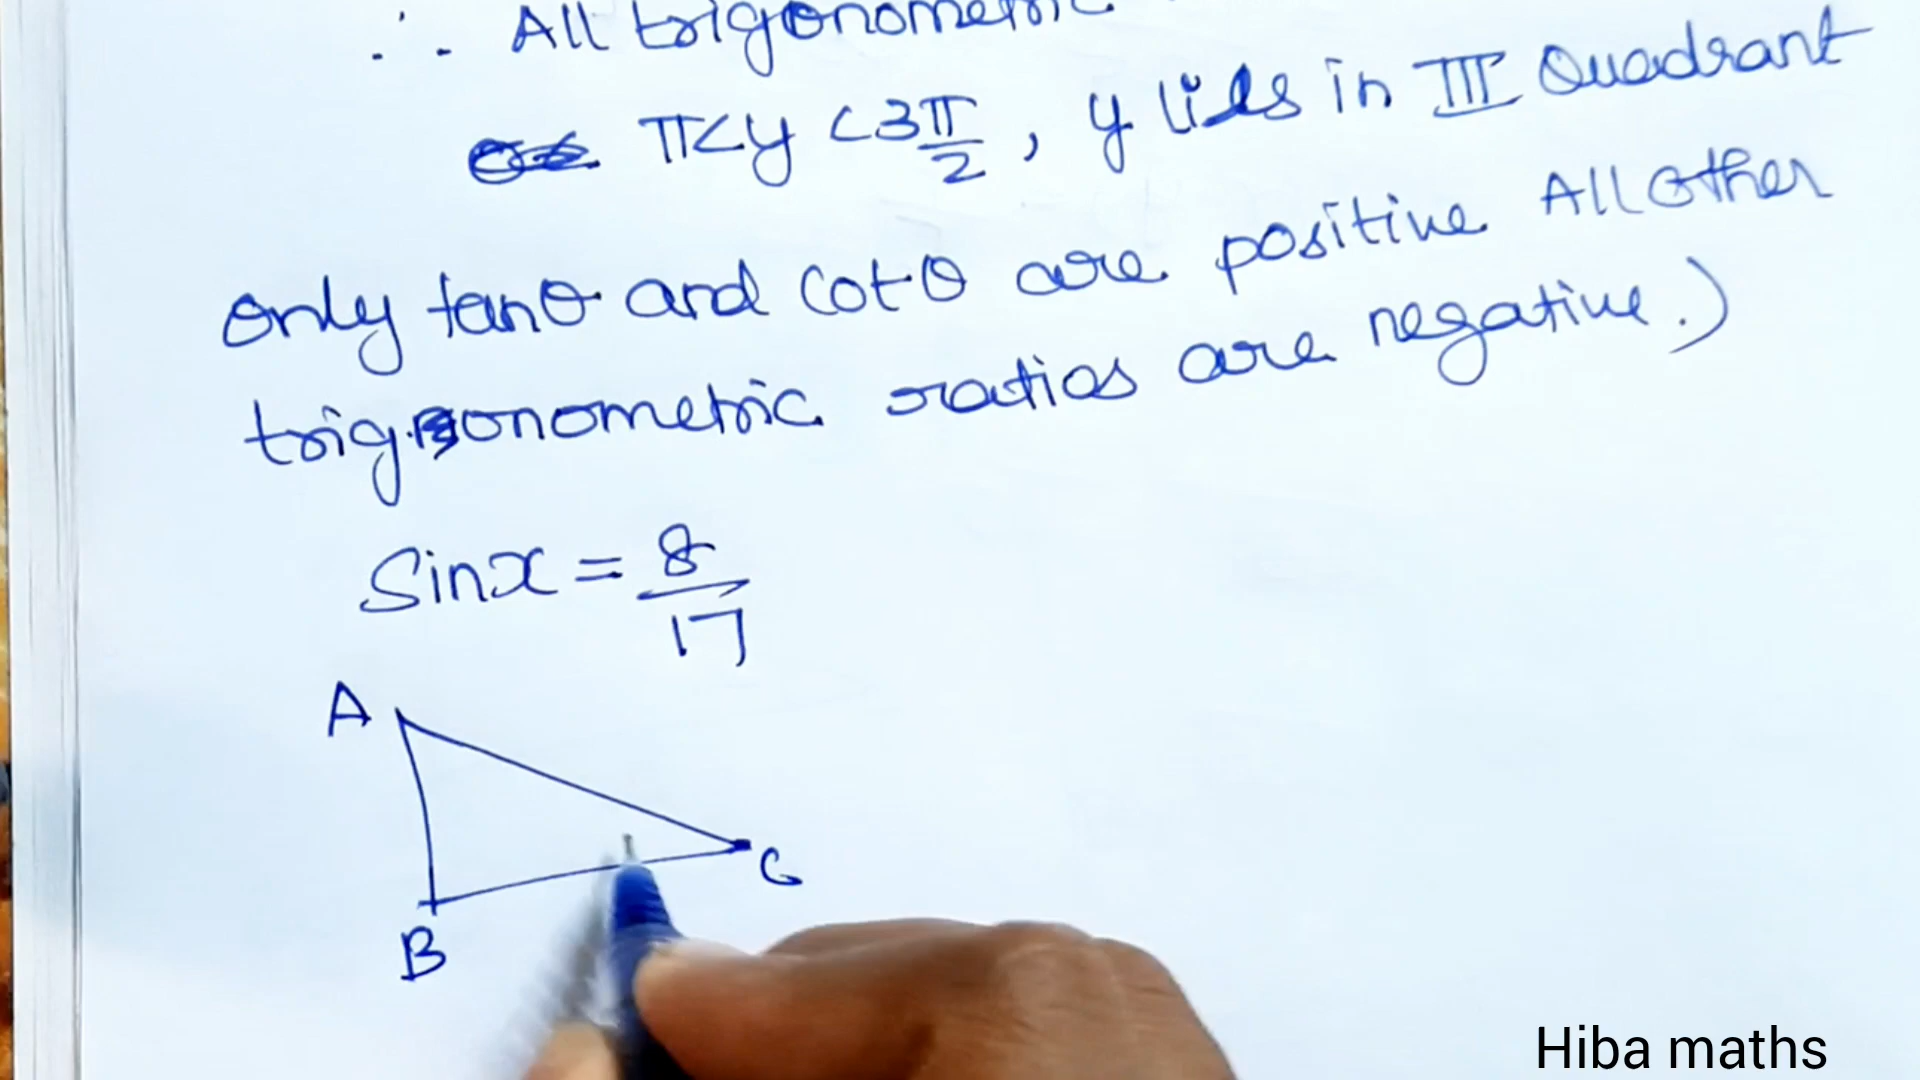 ∴ All trigonometric
π<y<3π/2, y lies in III Quadrant
only tanθ and cotθ are positive All other
trigonometric ratios are negative.)
Sinx = 8/17
A
C
B
Hiba maths